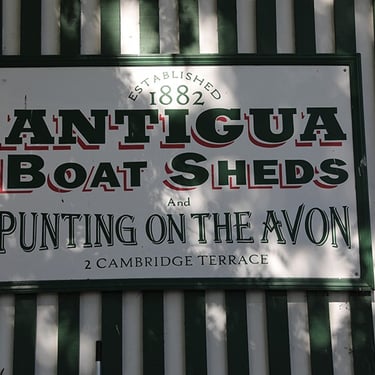 ESTABLISHED
1882
ANTIGUA
BOAT SHEDS
And
PUNTING ON THE AVON
2 CAMBRIDGE TERRACE